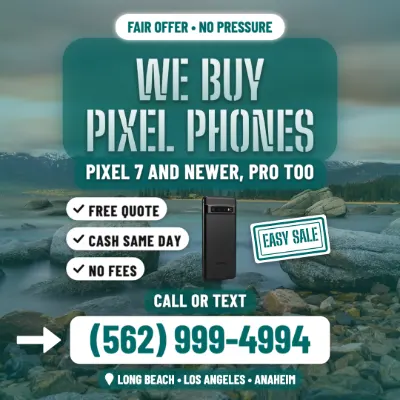 FAIR OFFER • NO PRESSURE
WE BUY
PIXEL PHONES
PIXEL 7 AND NEWER, PRO TOO
✓ FREE QUOTE
✓ CASH SAME DAY
✓ NO FEES
EASY SALE
CALL OR TEXT
(562) 999-4994
LONG BEACH • LOS ANGELES • ANAHEIM